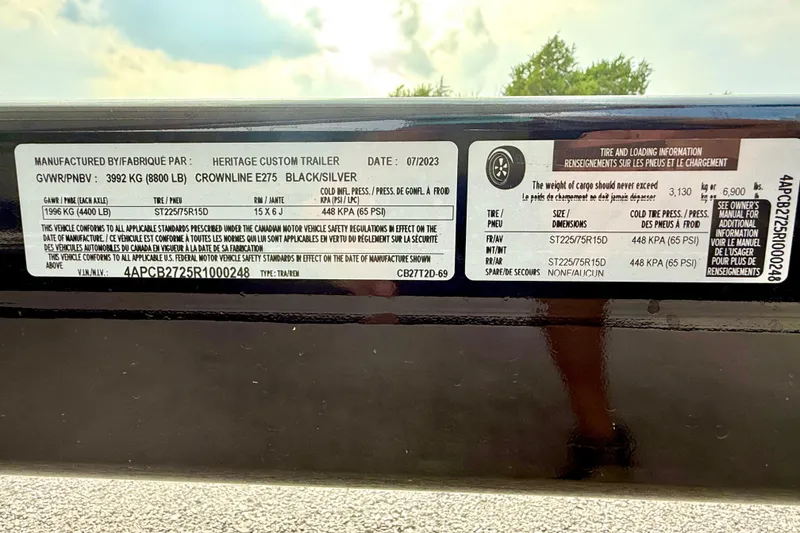 MANUFACTURED BY/FABRIQUÉ PAR : HERITAGE CUSTOM TRAILER DATE : 07/2023
GVWR/PNBV : 3992 KG (8800 LB) CROWNLINE E275 BLACK/SILVER
GAWR / PNBE (EACH AXLE) TIRE / PNEU RIM / JANTE COLD INFL. PRESS. / PRESS. DE GONFL. À FROID
KPA (PSI / LPC)
1996 KG (4400 LB) ST225/75R15D 15 X 6 J 448 KPA (65 PSI)
THIS VEHICLE CONFORMS TO ALL APPLICABLE STANDARDS PRESCRIBED UNDER THE CANADIAN MOTOR VEHICLE SAFETY REGULATIONS IN EFFECT ON THE
DATE OF MANUFACTURE. / CE VÉHICULE EST CONFORME À TOUTES LES NORMES QUI LUI SONT APPLICABLES EN VERTU DU RÈGLEMENT SUR LA SÉCURITÉ
DES VÉHICULES AUTOMOBILES DU CANADA EN VIGUEUR À LA DATE DE SA FABRICATION.
THIS VEHICLE CONFORMS TO ALL APPLICABLE U.S. FEDERAL MOTOR VEHICLE SAFETY STANDARDS IN EFFECT ON THE DATE OF MANUFACTURE SHOWN
ABOVE
V.I.N./N.I.V.: 4APCB2725R1000248 TYPE: TRA/REM CB27T2D-69
TIRE AND LOADING INFORMATION
RENSEIGNEMENTS SUR LES PNEUS ET LE CHARGEMENT
The weight of cargo should never exceed
Le poids de chargement ne doit jamais dépasser
3,130 kg or 6,900 lbs.
TIRE / PNEU SIZE / DIMENSIONS COLD TIRE PRESS. / PRESS. DES PNEUS À FROID
FR/AV ST225/75R15D 448 KPA (65 PSI)
INT/INT
RR/AR ST225/75R15D 448 KPA (65 PSI)
SPARE/DE SECOURS NONE/AUCUN
SEE OWNER'S
MANUAL FOR
ADDITIONAL
INFORMATION
VOIR LE MANUEL
DE L'USAGER
POUR PLUS DE
RENSEIGNEMENTS
4APCB2725R1000248